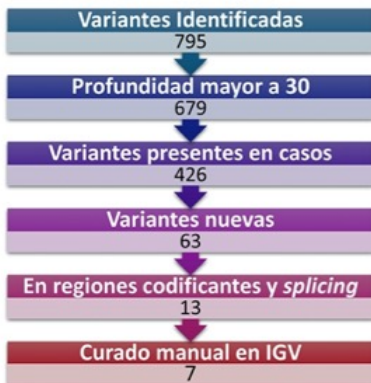 Variantes Identificadas
795
Profundidad mayor a 30
679
Variantes presentes en casos
426
Variantes nuevas
63
En regiones codificantes y splicing
13
Curado manual en IGV
7